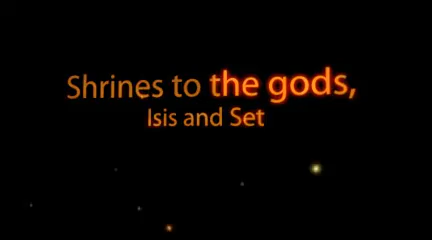 Shrines to the gods,
Isis and Set